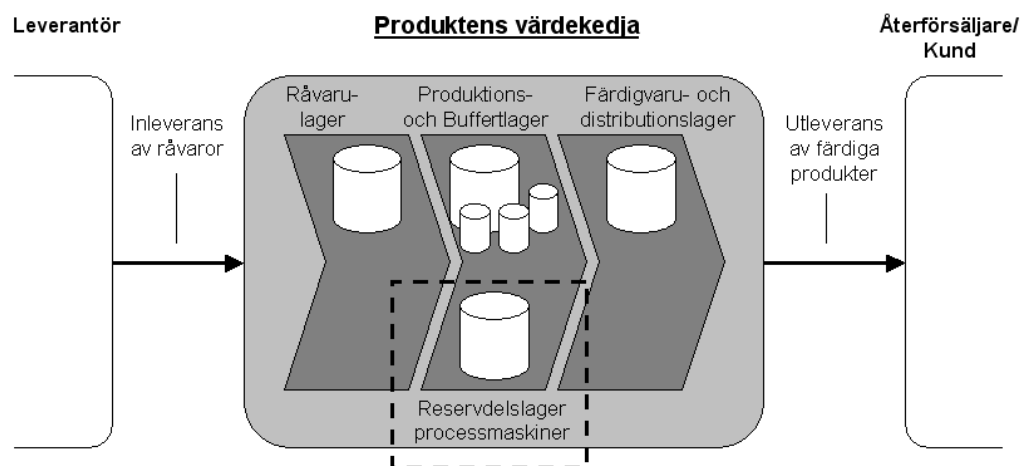 Leverantör
Produktens värdekedja
Återförsäljare/
Kund
Inleverans
av råvaror
Råvaru-
lager
Produktions-
och Buffertlager
Färdigvaru- och
distributionslager
Utleverans
av färdiga
produkter
Reservdelslager
processmaskiner